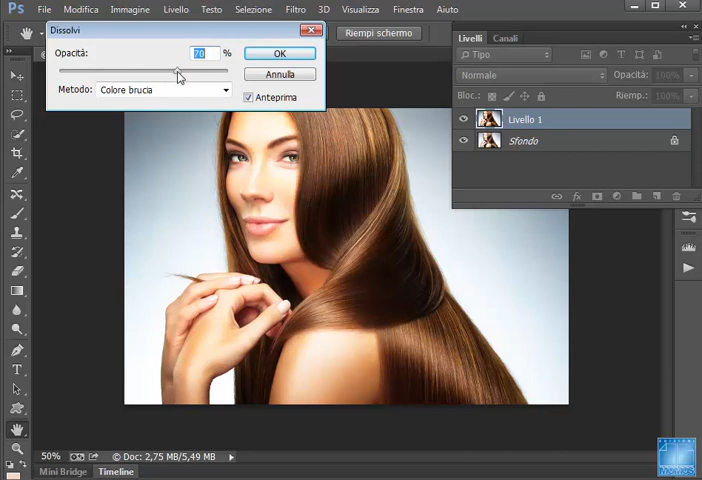 Ps File Modifica Immagine Livello Testo Selezione Filtro 3D Visualizza Finestra Aiuto
Dissolvi
Opacità: 70 % OK
Annulla
Metodo: Colore brucia
Anteprima
Riempi schermo
Livelli Canali
Tipo
Normale Opacità: 100%
Bloc.: Riemp.: 100%
Livello 1
Sfondo
fx
50% Doc: 2,75 MB/5,49 MB
Mini Bridge Timeline
EDIZIONI